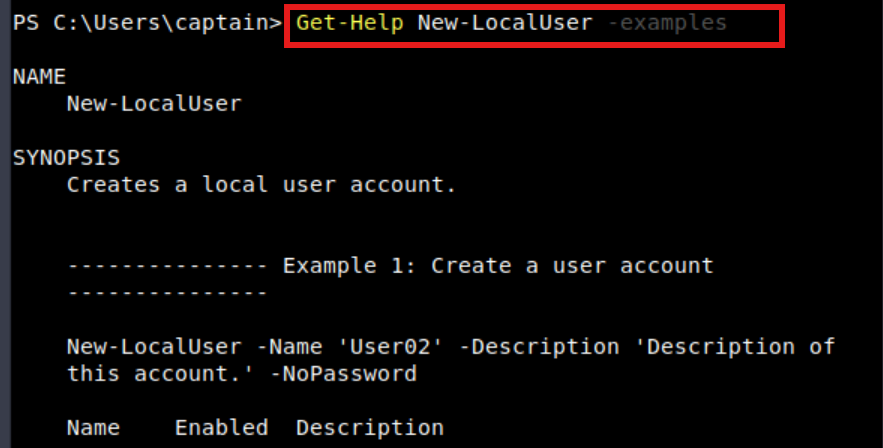 PS C:\Users\captain> Get-Help New-LocalUser -examples
NAME
New-LocalUser
SYNOPSIS
Creates a local user account.
--------------- Example 1: Create a user account
---------------
New-LocalUser -Name 'User02' -Description 'Description of
this account.' -NoPassword
Name    Enabled  Description